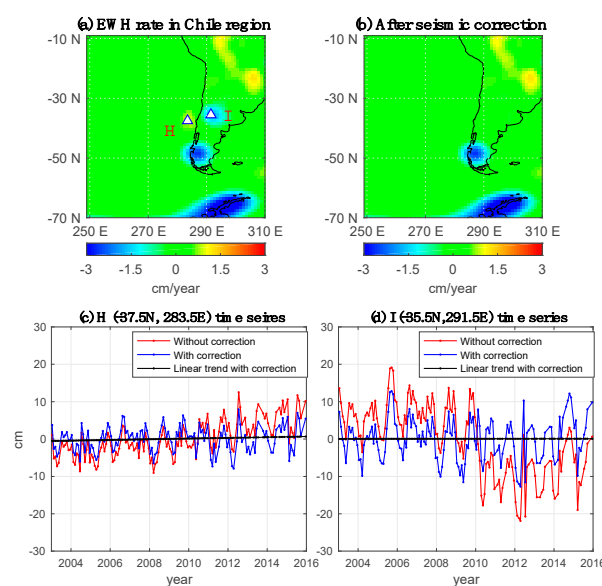 (a) EWH rate in Chile region
(b) After seismic correction
-10 N
-30 N
-50 N
-70 N
250 E
270 E
290 E
310 E
H
I
-10 N
-30 N
-50 N
-70 N
250 E
270 E
290 E
310 E
-3
-1.5
0
1.5
3
cm/year
-3
-1.5
0
1.5
3
cm/year
(c) H (-37.5N, 283.5E) time seires
(d) I (-35.5N,291.5E) time series
30
20
10
0
-10
-20
-30
cm
Without correction
With correction
Linear trend with correction
2004
2006
2008
2010
2012
2014
2016
year
30
20
10
0
-10
-20
-30
Without correction
With correction
Linear trend with correction
2004
2006
2008
2010
2012
2014
2016
year